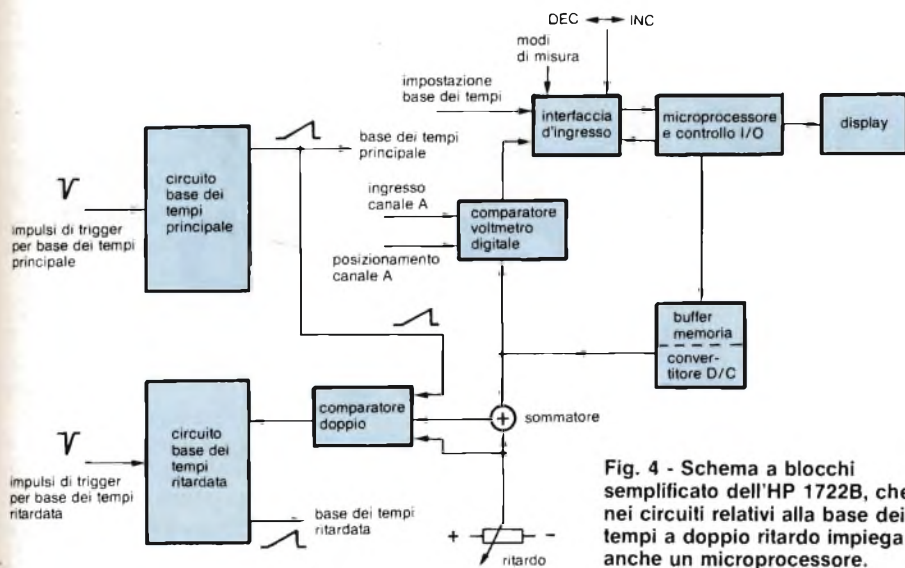 DEC ↔ INC
modi
di misura
impostazione
base dei tempi
interfaccia
d'ingresso
microprocessore
e controllo I/O
display
circuito
base dei
tempi
principale
base dei tempi
principale
impulsi di trigger
per base dei tempi
principale
ingresso
canale A
comparatore
voltmetro
digitale
posizionamento
canale A
buffer
memoria
conver-
titore D/C
circuito
base dei
tempi
ritardata
comparatore
doppio
+
sommatore
impulsi di trigger
per base dei tempi
ritardata
base dei tempi
ritardata
+ -
ritardo
Fig. 4 - Schema a blocchi
semplificato dell'HP 1722B, che
nei circuiti relativi alla base dei
tempi a doppio ritardo impiega
anche un microprocessore.